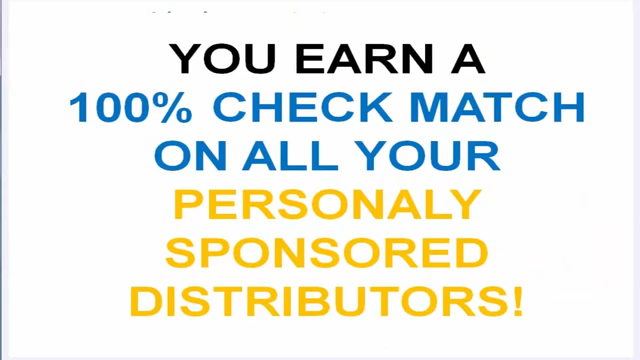 YOU EARN A
100% CHECK MATCH
ON ALL YOUR
PERSONALY
SPONSORED
DISTRIBUTORS!